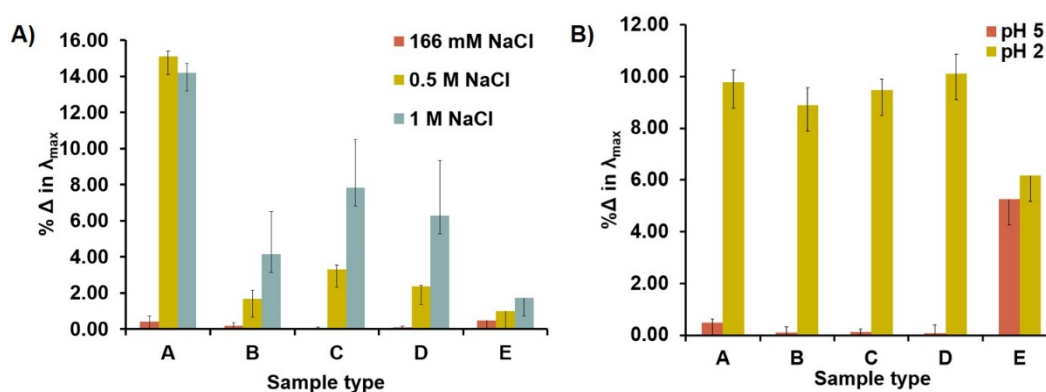 A)
16.00
14.00
12.00
10.00
8.00
6.00
4.00
2.00
0.00
% Δ in λmax
166 mM NaCl
0.5 M NaCl
1 M NaCl
A B C D E
Sample type
B)
12.00
10.00
8.00
6.00
4.00
2.00
0.00
%Δ in λmax
pH 5
pH 2
A B C D E
Sample type